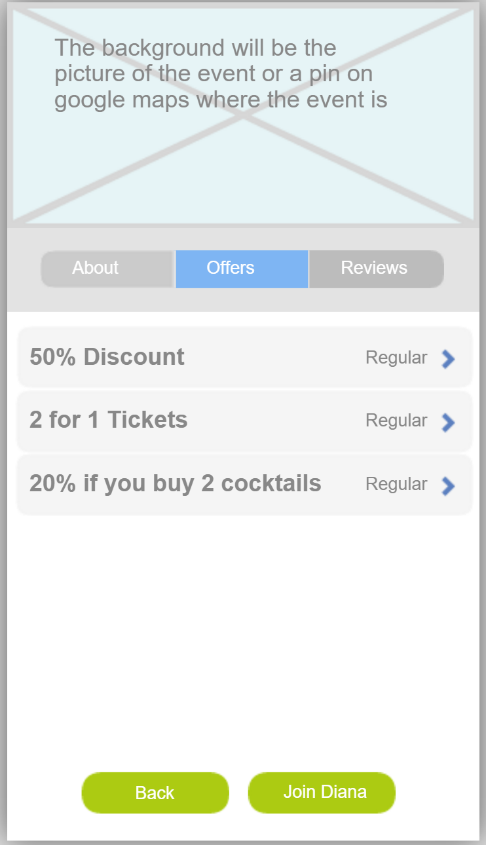 The background will be the
picture of the event or a pin on
google maps where the event is
About Offers Reviews
50% Discount Regular
2 for 1 Tickets Regular
20% if you buy 2 cocktails Regular
Back Join Diana